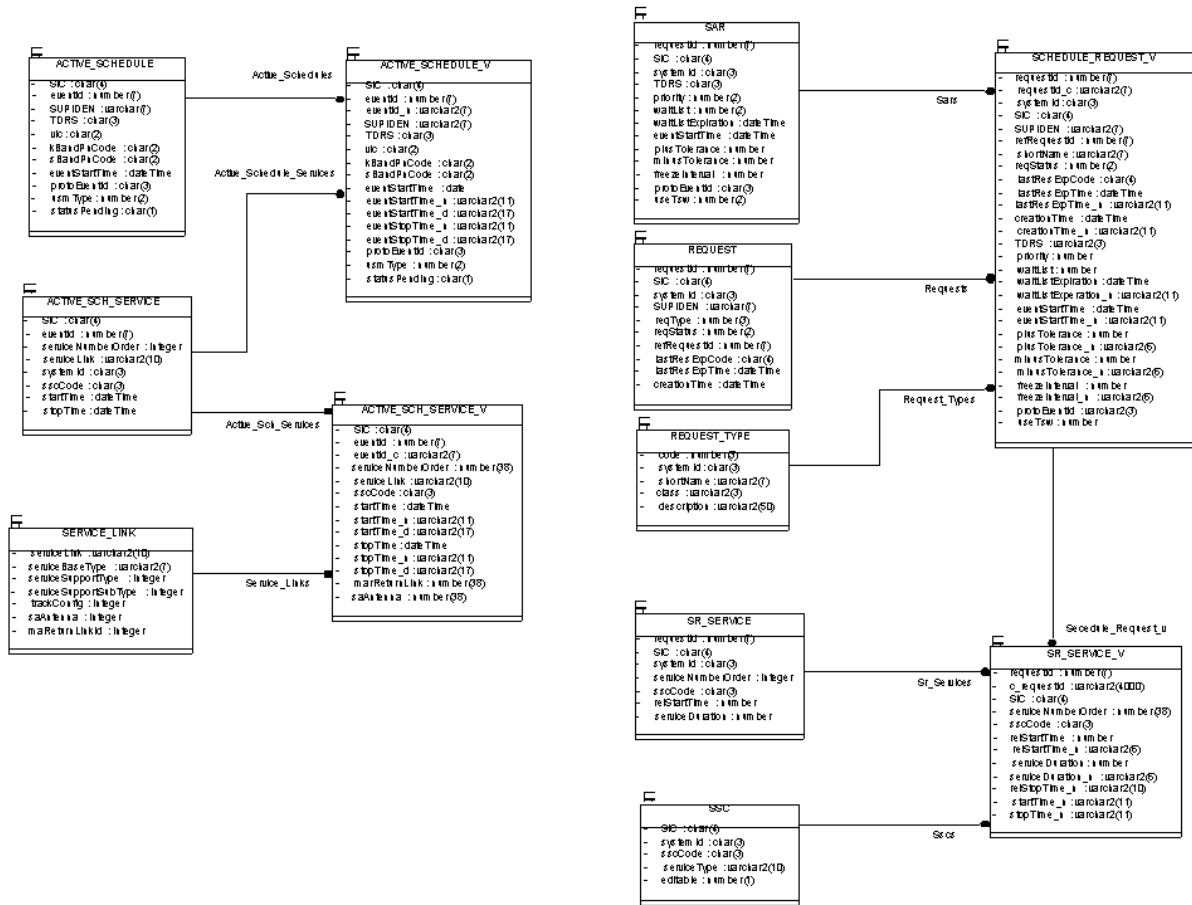 ACTIVE_SCHEDULE
- SIC : char(4)
- eventId : number(7)
- SUPIDEN : varchar(7)
- TDRS : char(3)
- uic : char(2)
- kBandPnCode : char(2)
- sBandPnCode : char(2)
- eventStartTime : dateTime
- protoEventId : char(3)
- usmType : number(2)
- statusPending : char(1)
Active_Schedules
ACTIVE_SCHEDULE_V
- SIC : char(4)
- eventId : number(7)
- eventId_n : varchar2(7)
- SUPIDEN : varchar2(7)
- TDRS : char(3)
- uic : char(2)
- kBandPnCode : char(2)
- sBandPnCode : char(2)
- eventStartTime : date
- eventStartTime_n : varchar2(11)
- eventStartTime_d : varchar2(17)
- eventStopTime_n : varchar2(11)
- eventStopTime_d : varchar2(17)
- protoEventId : char(3)
- usmType : number(2)
- statusPending : char(1)
Active_Schedule_Services
ACTIVE_SCH_SERVICE
- SIC : char(4)
- eventId : number(7)
- serviceNumberOrder : Integer
- serviceLink : varchar2(10)
- systemId : char(3)
- sscCode : char(3)
- startTime : dateTime
- stopTime : dateTime
Active_Sch_Services
ACTIVE_SCH_SERVICE_V
- SIC : char(4)
- eventId : number(7)
- eventId_c : varchar2(7)
- serviceNumberOrder : number(38)
- serviceLink : varchar2(10)
- sscCode : char(3)
- startTime : dateTime
- startTime_n : varchar2(11)
- startTime_d : varchar2(17)
- stopTime : dateTime
- stopTime_n : varchar2(11)
- stopTime_d : varchar2(17)
- marReturnLink : number(38)
- saAntenna : number(38)
SERVICE_LINK
- serviceLink : varchar2(10)
- serviceBaseType : varchar2(7)
- serviceSupportType : Integer
- serviceSupportSubType : Integer
- trackConfig : Integer
- saAntenna : Integer
- maReturnLinkId : Integer
Service_Links
SAR
- requestId : number(7)
- SIC : char(4)
- systemId : char(3)
- TDRS : char(3)
- priority : number(2)
- waitList : number(2)
- waitListExpiration : dateTime
- eventStartTime : dateTime
- plusTolerance : number
- minusTolerance : number
- freezeInterval : number
- protoEventId : char(3)
- useTsw : number(2)
Sars
SCHEDULE_REQUEST_V
- requestId : number(7)
- requestId_c : varchar2(7)
- systemId : char(3)
- SIC : char(4)
- SUPIDEN : varchar2(7)
- refRequestId : number(7)
- shortName : varchar2(7)
- reqStatus : number(2)
- lastResExpCode : char(4)
- lastResExpTime : dateTime
- lastResExpTime_n : varchar2(11)
- creationTime : dateTime
- creationTime_n : varchar2(11)
- TDRS : varchar2(3)
- priority : number
- waitList : number
- waitListExpiration : dateTime
- waitListExperation_n : varchar2(11)
- eventStartTime : dateTime
- eventStartTime_n : varchar2(11)
- plusTolerance : number
- plusTolerance_n : varchar2(6)
- minusTolerance : number
- minusTolerance_n : varchar2(6)
- freezeInterval : number
- freezeInterval_n : varchar2(6)
- protoEventId : varchar2(3)
- useTsw : number
REQUEST
- requestId : number(7)
- SIC : char(4)
- systemId : char(3)
- SUPIDEN : varchar(7)
- reqType : number(3)
- reqStatus : number(2)
- refRequestId : number(7)
- lastResExpCode : char(4)
- lastResExpTime : dateTime
- creationTime : dateTime
Requests
Request_Types
REQUEST_TYPE
- code : number(3)
- systemId : char(3)
- shortName : varchar2(7)
- class : varchar2(3)
- description : varchar2(50)
SR_SERVICE
- requestId : number(7)
- SIC : char(4)
- systemId : char(3)
- serviceNumberOrder : Integer
- sscCode : char(3)
- relStartTime : number
- serviceDuration : number
Sr_Services
Secedule_Request_u
SR_SERVICE_V
- requestId : number(7)
- c_requestId : varchar2(4000)
- SIC : char(4)
- serviceNumberOrder : number(38)
- sscCode : char(3)
- relStartTime : number
- relStartTime_n : varchar2(6)
- serviceDuration : number
- serviceDuration_n : varchar2(6)
- relStopTime_n : varchar2(10)
- startTime_n : varchar2(11)
- stopTime_n : varchar2(11)
SSC
- SIC : char(4)
- systemId : char(3)
- sscCode : char(3)
- serviceType : varchar2(10)
- editable : number(1)
Sscs